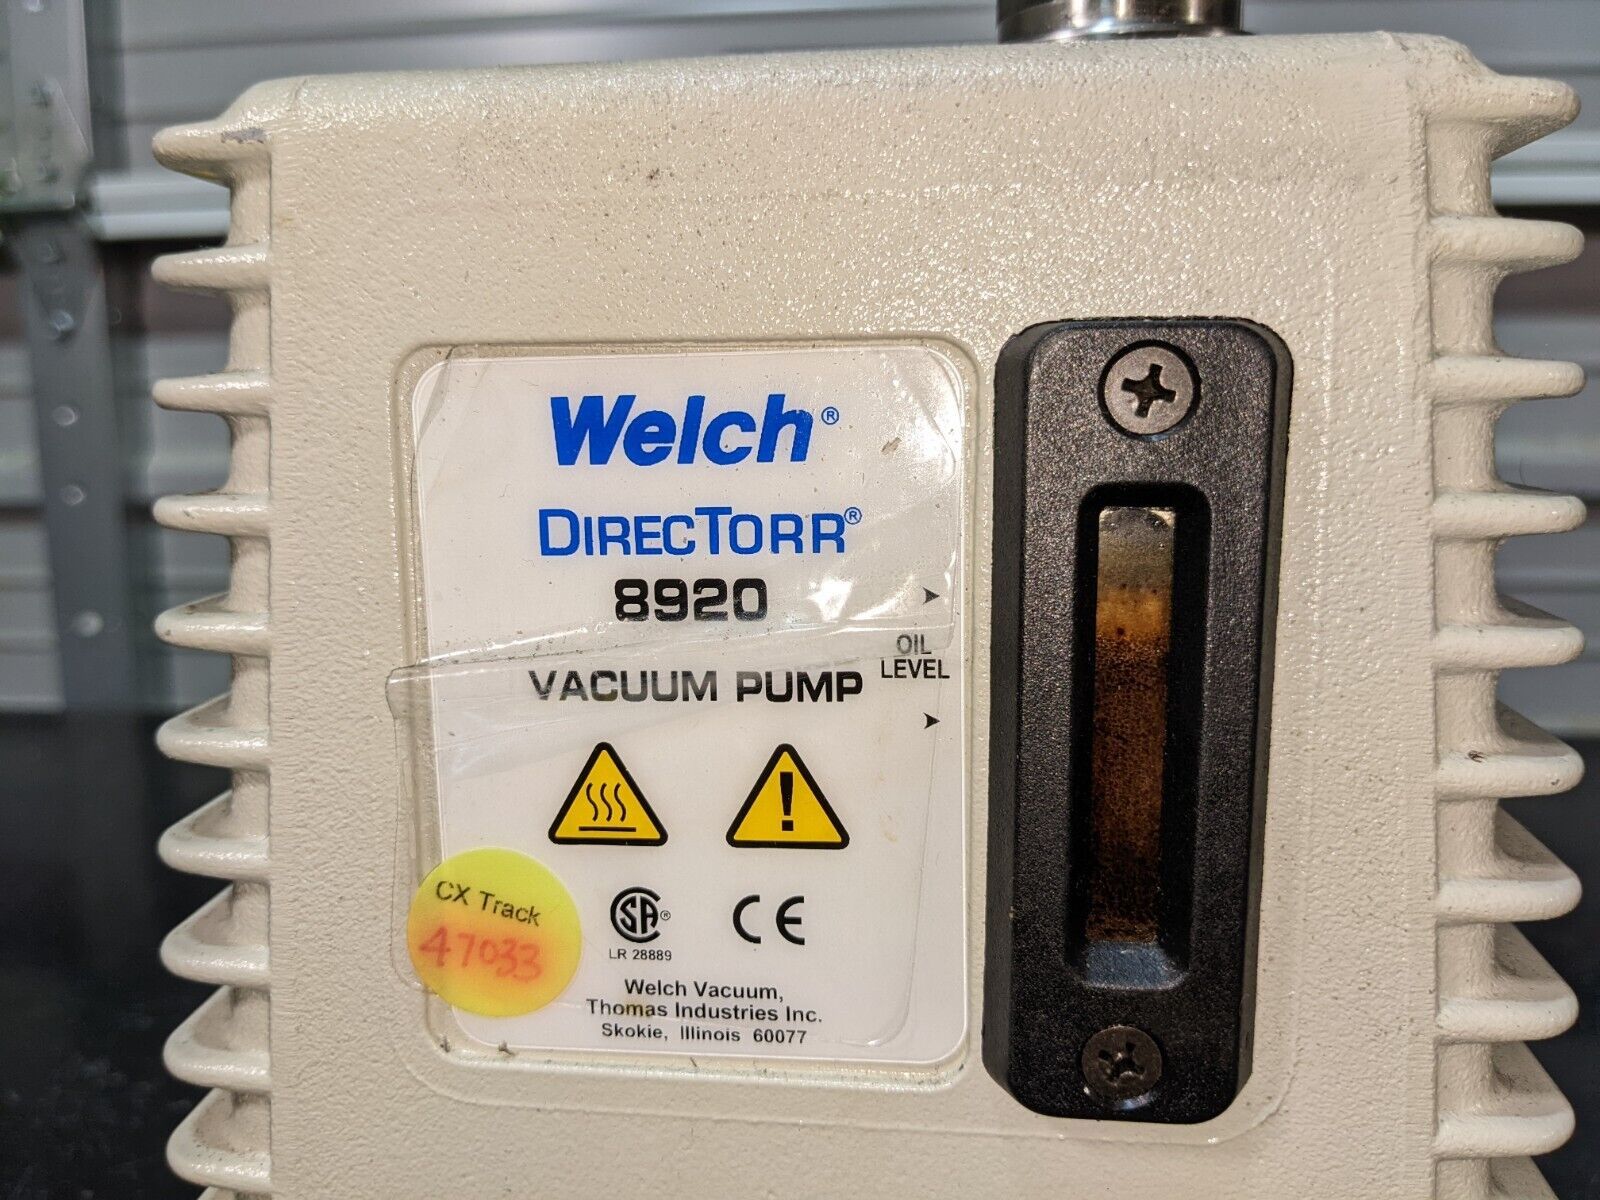 Welch®
DIRECTORR®
8920
VACUUM PUMP
OIL
LEVEL
CX Track
47033
SA®
CE
LR 28889
Welch Vacuum,
Thomas Industries Inc.
Skokie, Illinois 60077